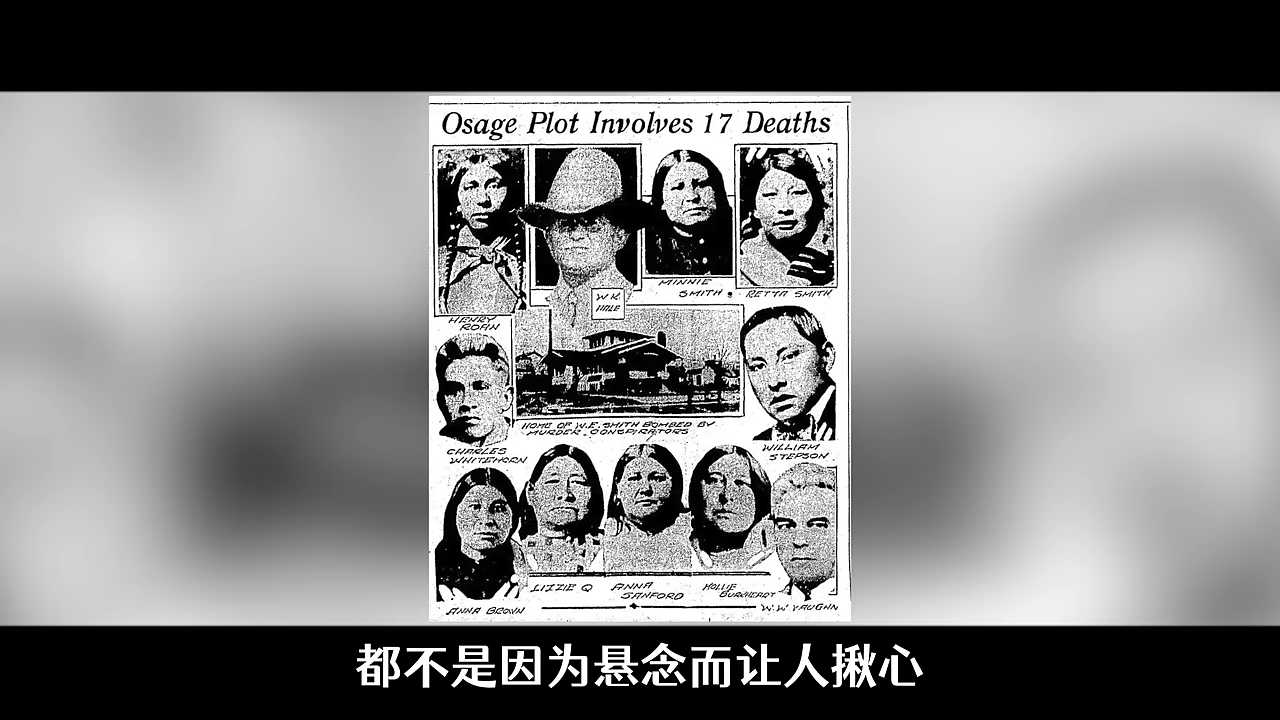 Osage Plot Involves 17 Deaths
HENRY
ROAN
W K
HALE
MINNIE
SMITH
RETTA SMITH
HOME OF W.E. SMITH BOMBED BY
MURDER CONSPIRATORS
CHARLES
WHITEHORN
WILLIAM
STEPSON
ANNA BROWN
LIZZIE Q
ANNA
SANFORD
MOLLIE
BURKHEART
W.W VAUGHN
都不是因为悬念而让人揪心